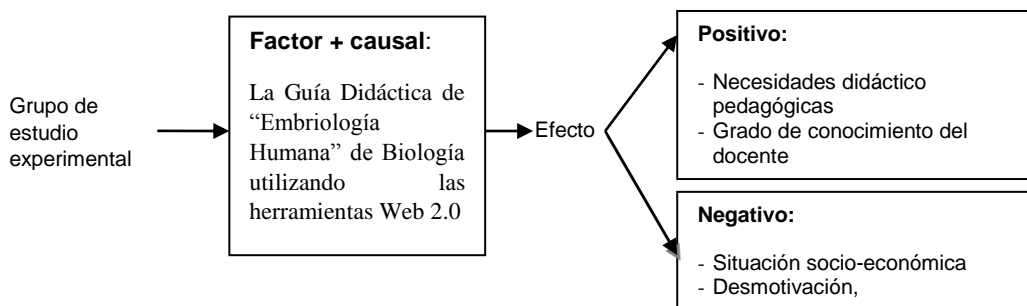 Grupo de
estudio
experimental
Factor + causal:
La Guía Didáctica de
“Embriología
Humana” de Biología
utilizando las
herramientas Web 2.0
Efecto
Positivo:
- Necesidades didáctico
pedagógicas
- Grado de conocimiento del
docente
Negativo:
- Situación socio-económica
- Desmotivación,